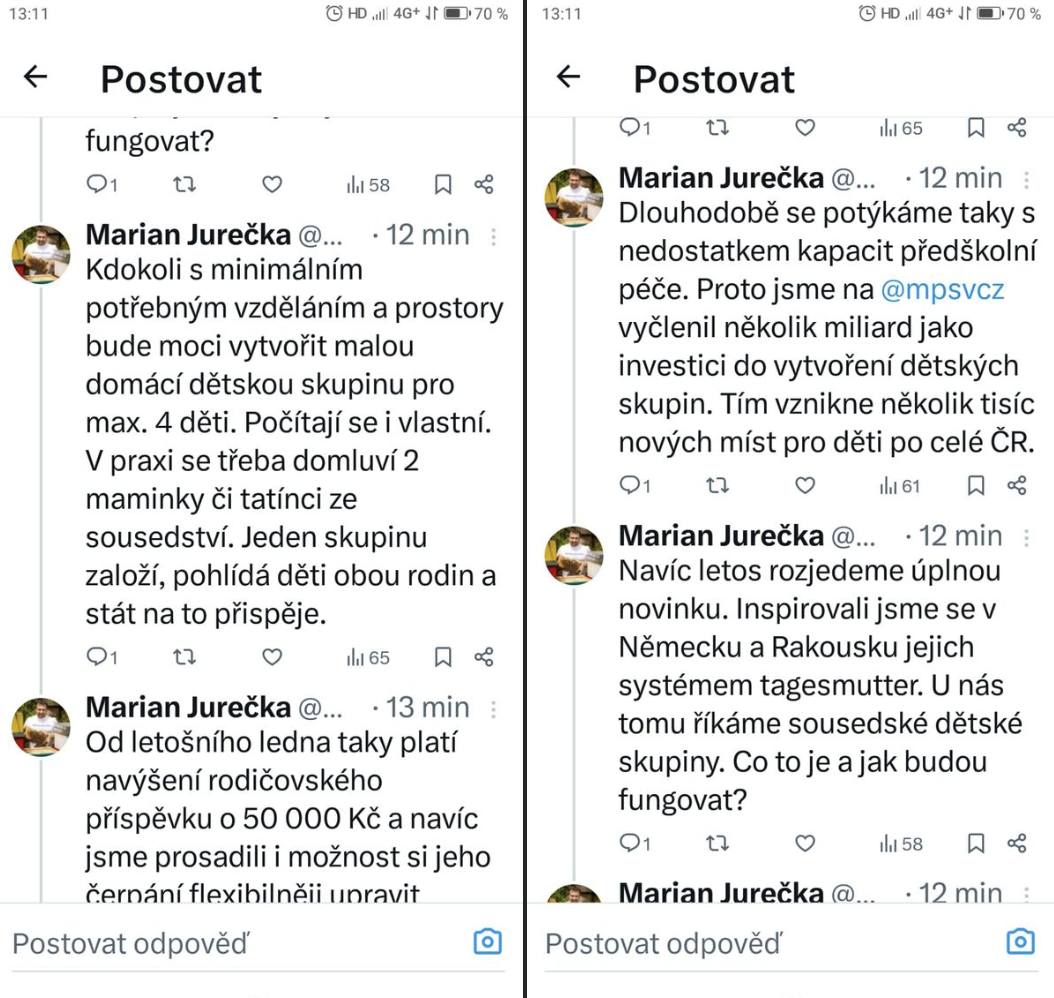 13:11
HD 4G+ 70 %
Postovat
fungovat?
1 58
Marian Jurečka @... · 12 min
Kdokoli s minimálním
potřebným vzděláním a prostory
bude moci vytvořit malou
domácí dětskou skupinu pro
max. 4 děti. Počítají se i vlastní.
V praxi se třeba domluví 2
maminky či tatínci ze
sousedství. Jeden skupinu
založí, pohlídá děti obou rodin a
stát na to přispěje.
1 65
Marian Jurečka @... · 13 min
Od letošního ledna taky platí
navýšení rodičovského
příspěvku o 50 000 Kč a navíc
jsme prosadili i možnost si jeho
čerpání flexibilněji upravit
Postovat odpověď
13:11
HD 4G+ 70 %
Postovat
1 65
Marian Jurečka @... · 12 min
Dlouhodobě se potýkáme taky s
nedostatkem kapacit předškolní
péče. Proto jsme na @mpsvcz
vyčlenil několik miliard jako
investici do vytvoření dětských
skupin. Tím vznikne několik tisíc
nových míst pro děti po celé ČR.
1 61
Marian Jurečka @... · 12 min
Navíc letos rozjedeme úplnou
novinku. Inspirovali jsme se v
Německu a Rakousku jejich
systémem tagesmutter. U nás
tomu říkáme sousedské dětské
skupiny. Co to je a jak budou
fungovat?
1 58
Marian Jurečka @... · 12 min
Postovat odpověď